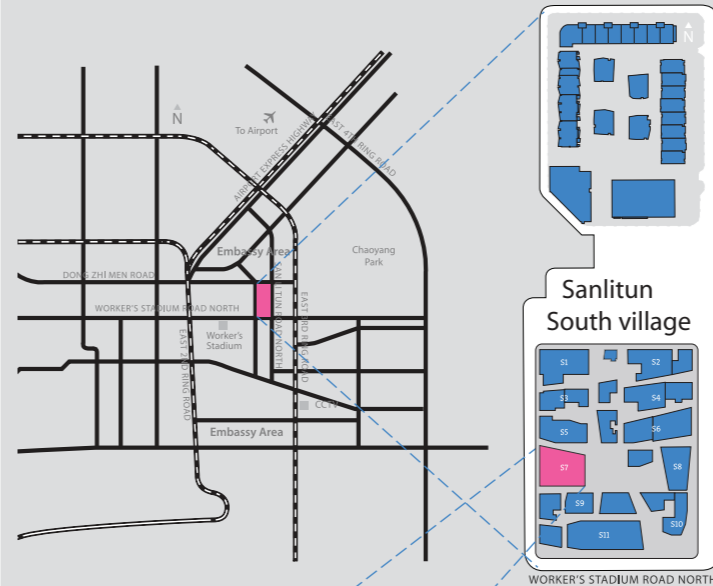 N
To Airport
AIRPORT EXPRESS HIGHWAY
EAST 4TH RING ROAD
Embassy Area
Chaoyang
Park
DONG ZHI MEN ROAD
SANLITUN ROAD NORTH
WORKER'S STADIUM ROAD NORTH
EAST 3RD RING ROAD
Worker's
Stadium
EAST 2ND RING ROAD
CCTV
Embassy Area
N
Sanlitun
South village
S1
S2
S3
S4
S5
S6
S7
S8
S9
S10
S11
WORKER'S STADIUM ROAD NORTH